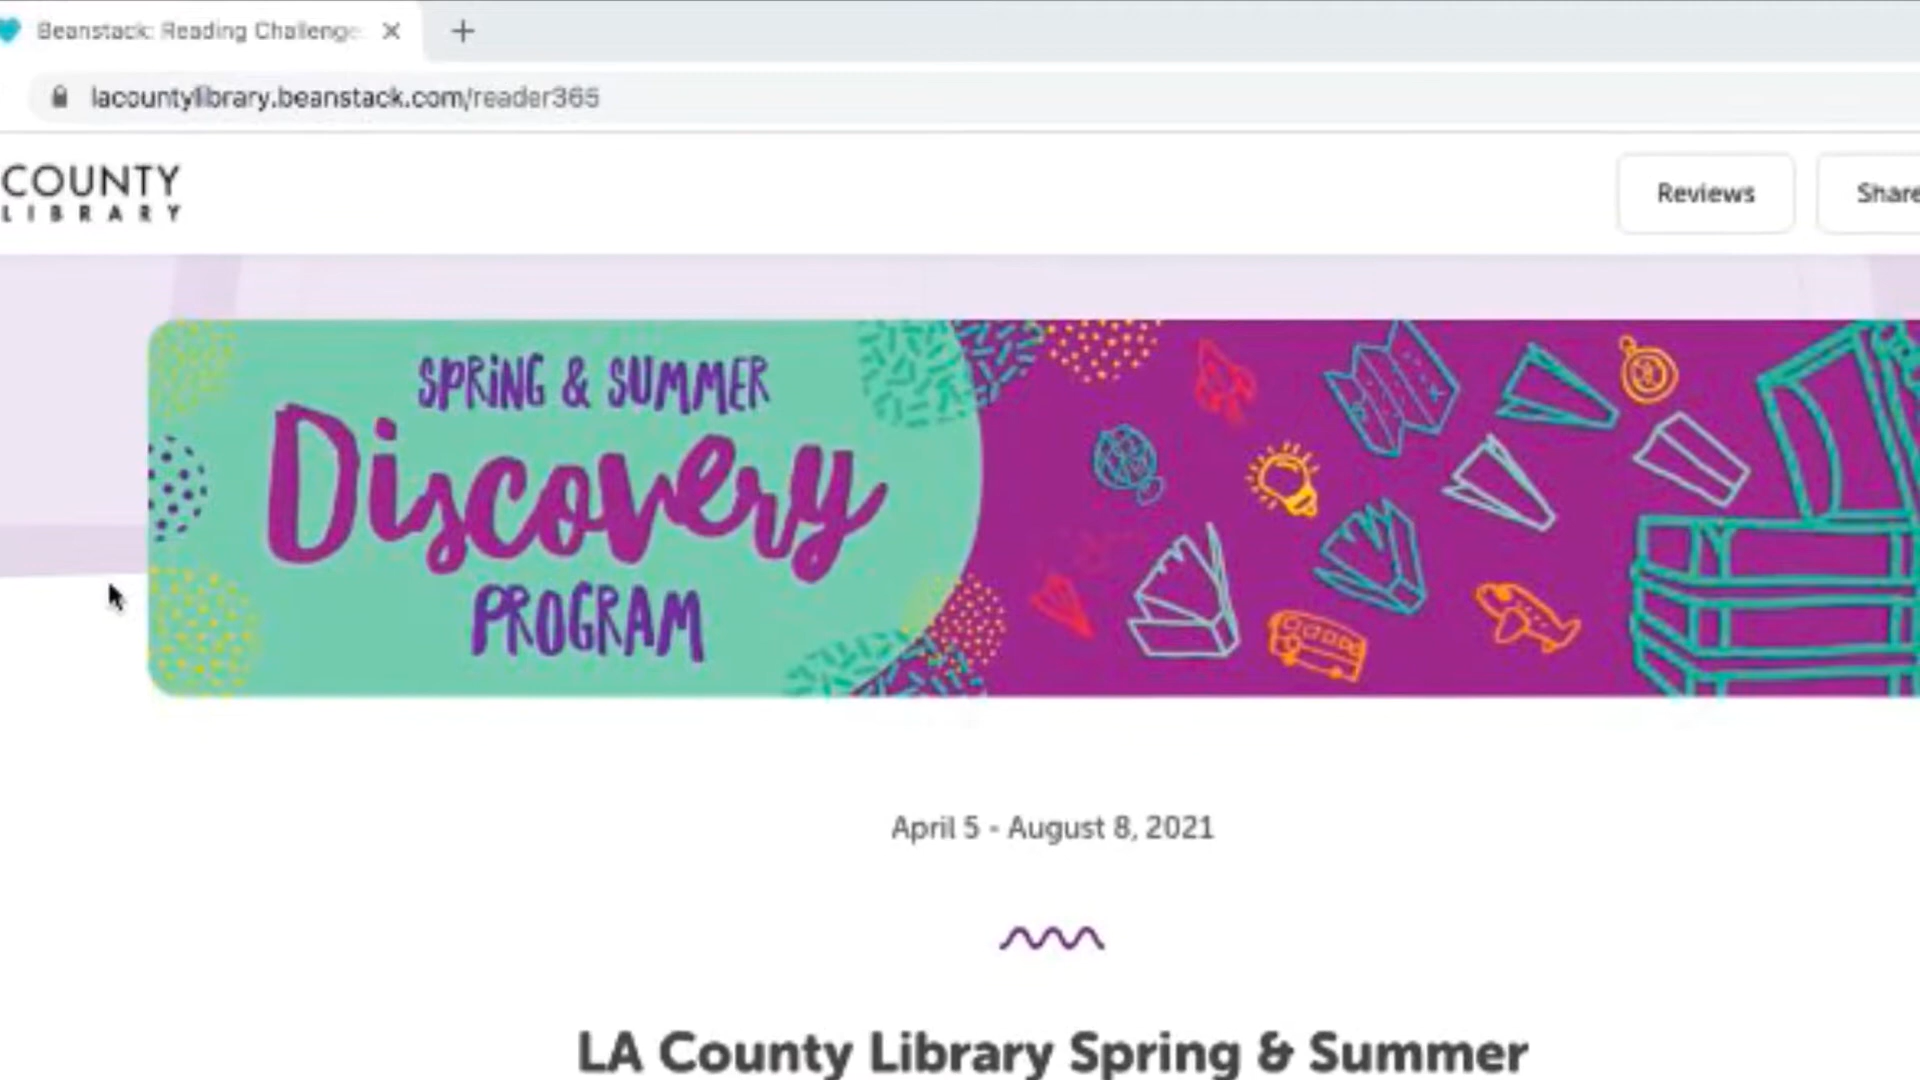 Beanstack: Reading Challenge
lacountylibrary.beanstack.com/reader365
COUNTY
LIBRARY
Reviews
Share
SPRING & SUMMER
Discovery
PROGRAM
April 5 - August 8, 2021
LA County Library Spring & Summer